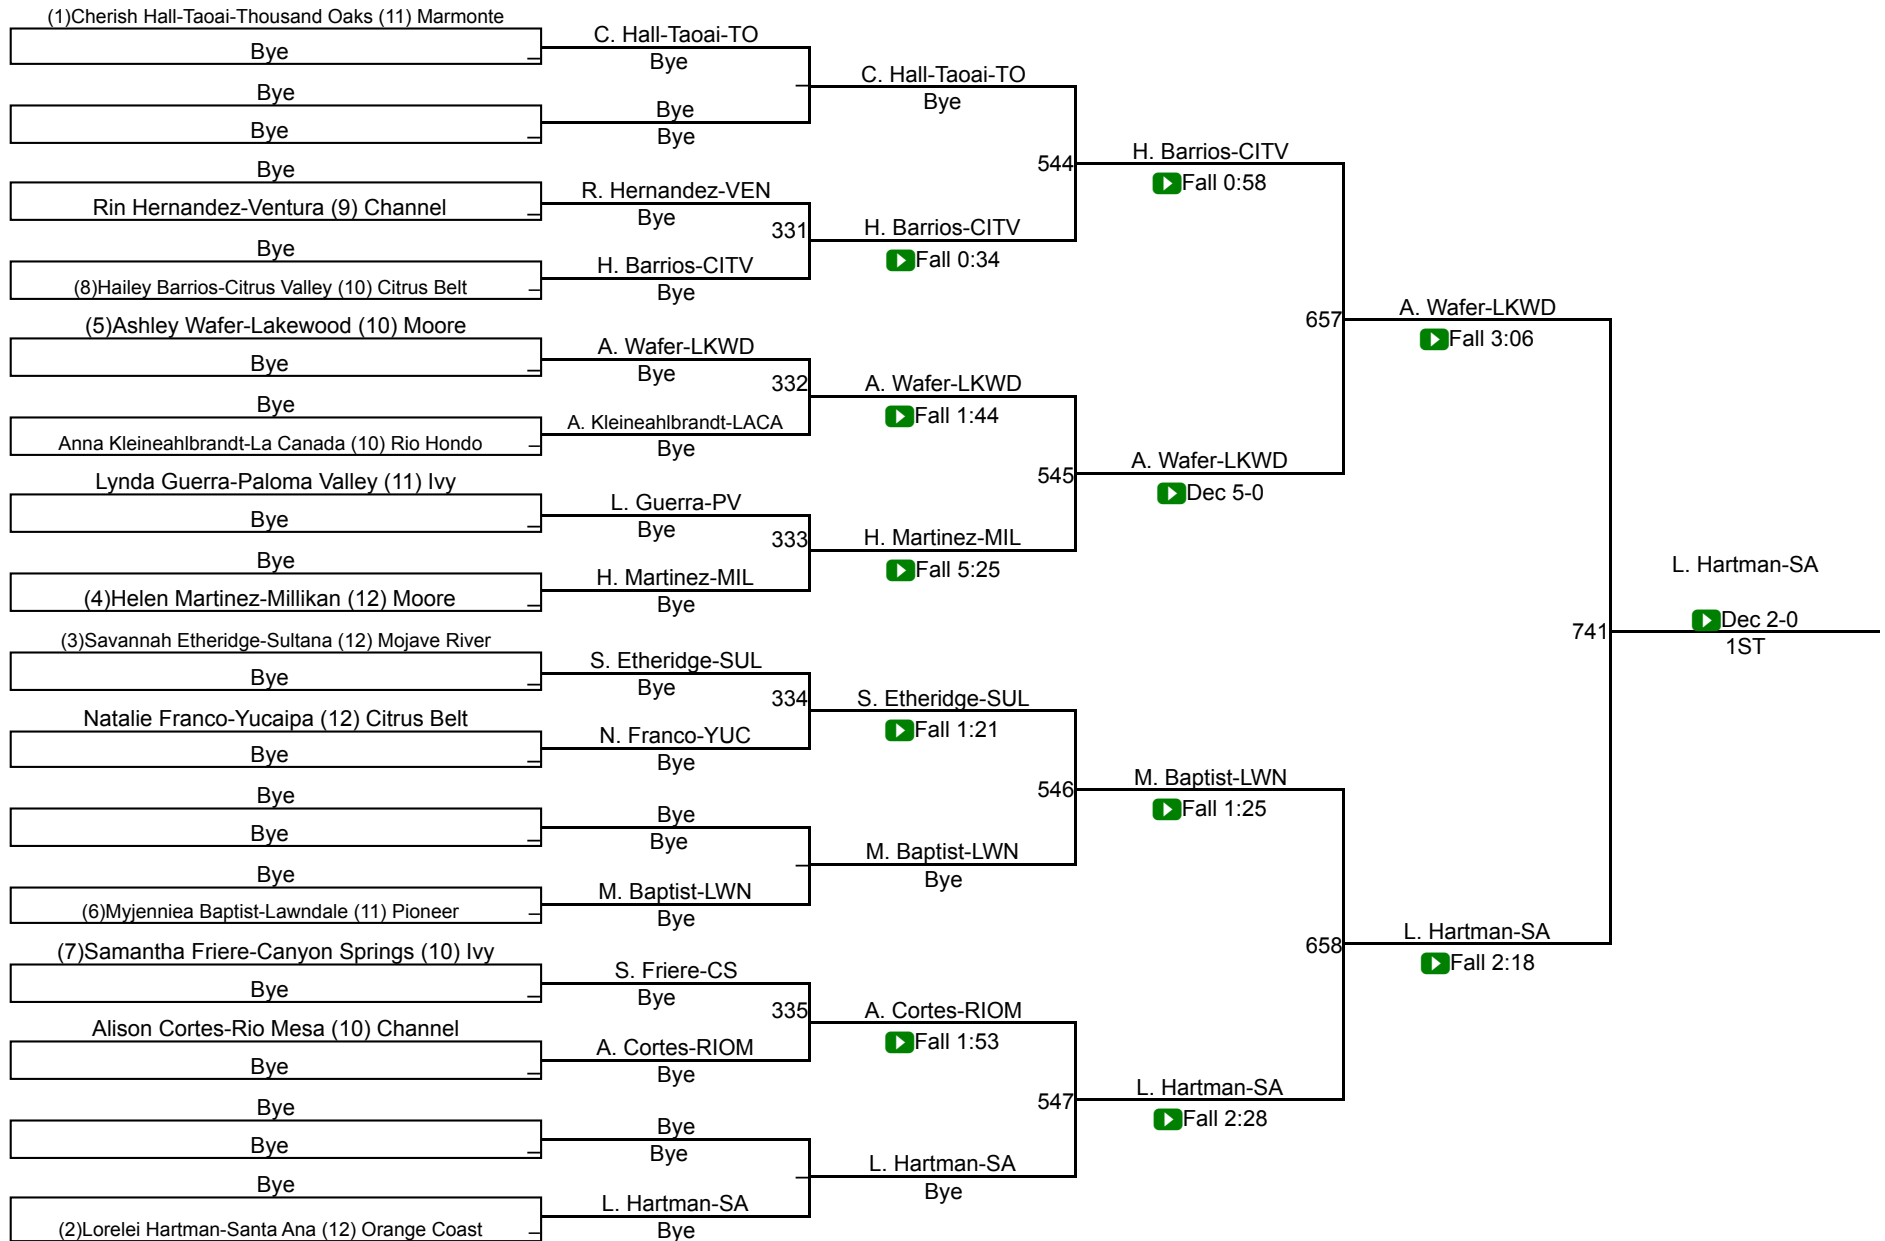 (1)Cherish Hall-Taoai-Thousand Oaks (11) Marmonte
Bye
Bye
Bye
Bye
Rin Hernandez-Ventura (9) Channel
Bye
(8)Hailey Barrios-Citrus Valley (10) Citrus Belt
(5)Ashley Wafer-Lakewood (10) Moore
Bye
Bye
Anna Kleineahlbrandt-La Canada (10) Rio Hondo
Lynda Guerra-Paloma Valley (11) Ivy
Bye
Bye
(4)Helen Martinez-Millikan (12) Moore
(3)Savannah Etheridge-Sultana (12) Mojave River
Bye
Natalie Franco-Yucaipa (12) Citrus Belt
Bye
Bye
Bye
Bye
(6)Myjenniea Baptist-Lawndale (11) Pioneer
(7)Samantha Friere-Canyon Springs (10) Ivy
Bye
Alison Cortes-Rio Mesa (10) Channel
Bye
Bye
Bye
Bye
(2)Lorelei Hartman-Santa Ana (12) Orange Coast
C. Hall-Taoai-TO
Bye
Bye
Bye
R. Hernandez-VEN
Bye
331
H. Barrios-CITV
Bye
A. Wafer-LKWD
Bye
332
A. Kleineahlbrandt-LACA
Bye
L. Guerra-PV
Bye
333
H. Martinez-MIL
Bye
S. Etheridge-SUL
Bye
334
N. Franco-YUC
Bye
Bye
Bye
M. Baptist-LWN
Bye
S. Friere-CS
Bye
335
A. Cortes-RIOM
Bye
Bye
Bye
L. Hartman-SA
Bye
C. Hall-Taoai-TO
Bye
544
H. Barrios-CITV
Fall 0:34
A. Wafer-LKWD
Fall 1:44
545
H. Martinez-MIL
Fall 5:25
S. Etheridge-SUL
Fall 1:21
546
M. Baptist-LWN
Bye
A. Cortes-RIOM
Fall 1:53
547
L. Hartman-SA
Bye
H. Barrios-CITV
Fall 0:58
657
A. Wafer-LKWD
Dec 5-0
M. Baptist-LWN
Fall 1:25
658
L. Hartman-SA
Fall 2:28
A. Wafer-LKWD
Fall 3:06
741
L. Hartman-SA
Fall 2:18
L. Hartman-SA
Dec 2-0
1ST